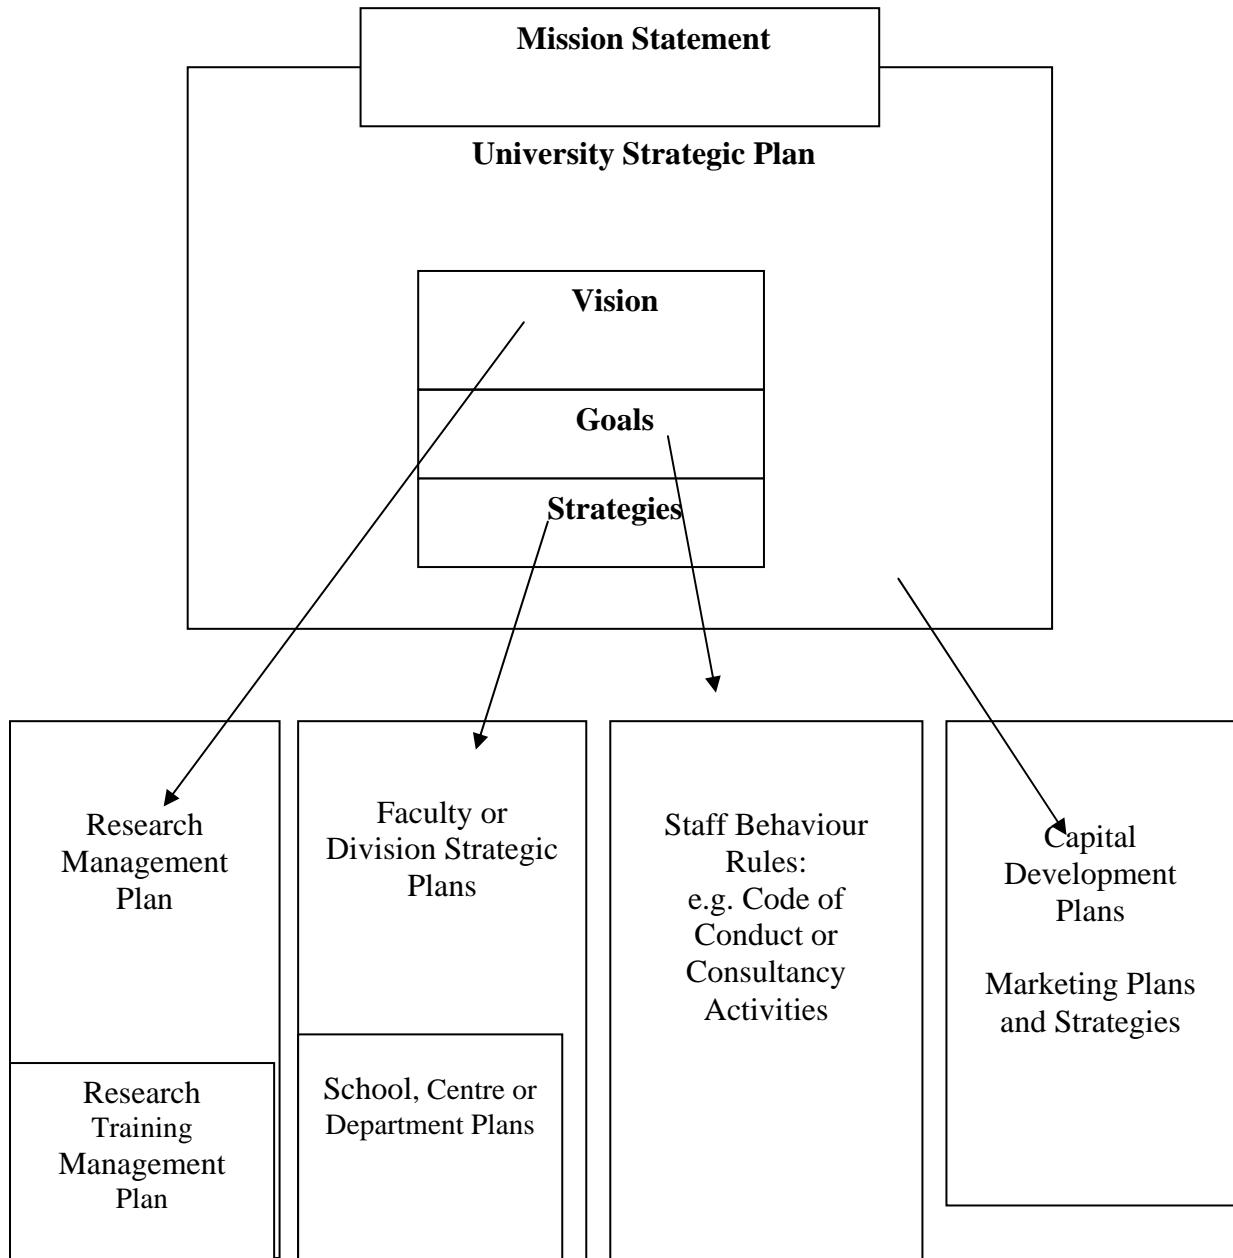 Mission Statement
University Strategic Plan
Vision
Goals
Strategies
Research
Management
Plan
Research
Training
Management
Plan
Faculty or
Division Strategic
Plans
School, Centre or
Department Plans
Staff Behaviour
Rules:
e.g. Code of
Conduct or
Consultancy
Activities
Capital
Development
Plans
Marketing Plans
and Strategies